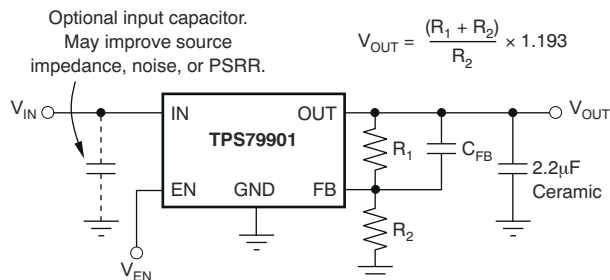 Optional input capacitor.
May improve source
impedance, noise, or PSRR.
V_OUT = (R_1 + R_2) / R_2 × 1.193
V_IN
IN
OUT
V_OUT
TPS79901
R_1
C_FB
2.2μF
Ceramic
EN
GND
FB
R_2
V_EN